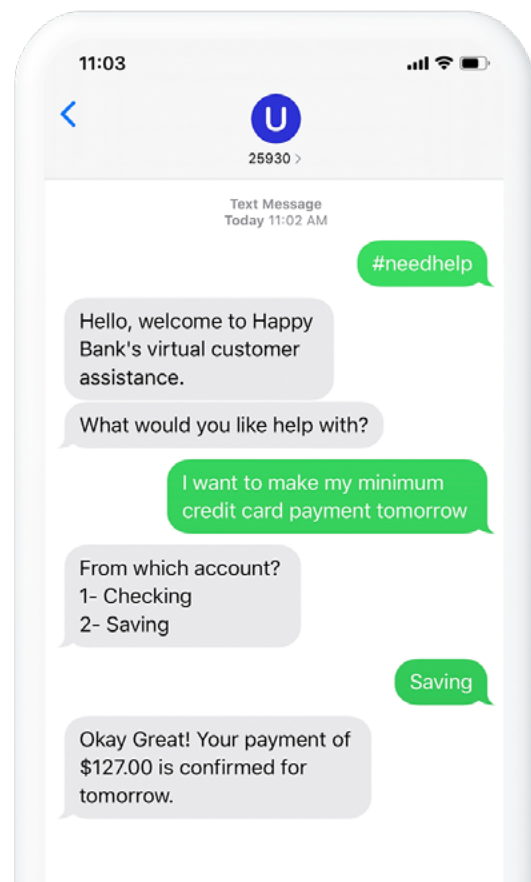 11:03
U
25930 >
Text Message
Today 11:02 AM
#needhelp
Hello, welcome to Happy
Bank's virtual customer
assistance.
What would you like help with?
I want to make my minimum
credit card payment tomorrow
From which account?
1- Checking
2- Saving
Saving
Okay Great! Your payment of
$127.00 is confirmed for
tomorrow.